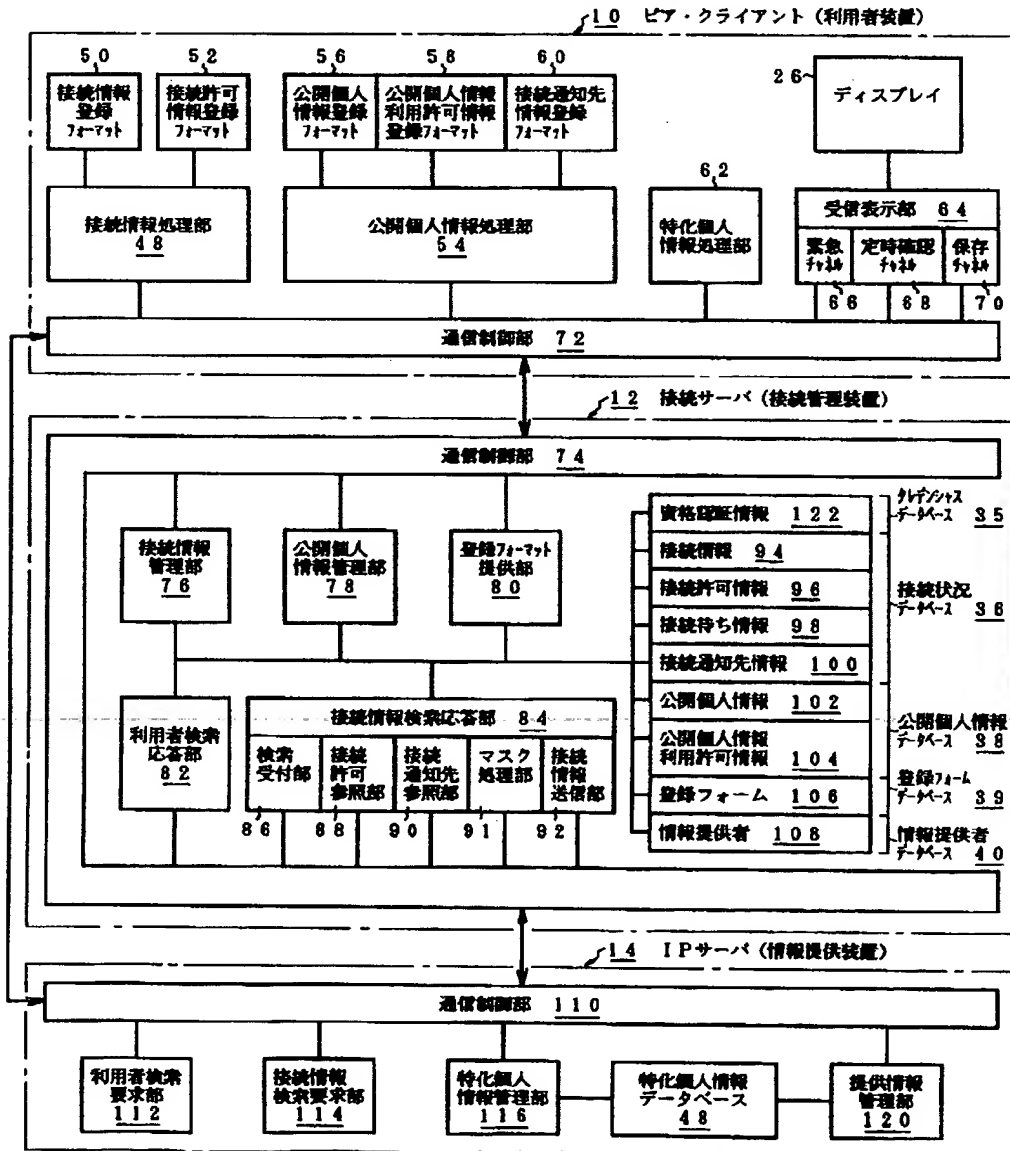 10 ピア・クライアント（利用者装置）
50
52
56
58
60
26
接続情報
登録
フォーマット
接続許可
情報登録
フォーマット
公開個人
情報登録
フォーマット
公開個人情報
利用許可情報
登録フォーマット
接続通知先
情報登録
フォーマット
ディスプレイ
62
接続情報処理部
48
公開個人情報処理部
54
特化個人
情報処理部
受信表示部 64
緊急
チャネル
定時確認
チャネル
保存
チャネル
66
68
70
通信制御部 72
12 接続サーバ（接続管理装置）
通信制御部 74
接続情報
管理部
76
公開個人
情報管理部
78
登録フォーマット
提供部
80
資格認証情報 122
接続情報 94
接続許可情報 96
接続待ち情報 98
接続通知先情報 100
公開個人情報 102
公開個人情報
利用許可情報 104
登録フォーム 106
情報提供者 108
クレデンシャス
データベース 35
接続状況
データベース 36
公開個人情報
データベース 38
登録フォーム
データベース 39
情報提供者
データベース 40
利用者検索
応答部
82
接続情報検索応答部 84
検索
受付部
接続
許可
参照部
接続
通知先
参照部
マスク
処理部
接続
情報
送信部
86
88
90
91
92
14 IPサーバ（情報提供装置）
通信制御部 110
利用者検索
要求部
112
接続情報
検索要求部
114
特化個人
情報管理部
116
特化個人情報
データベース
48
提供情報
管理部
120